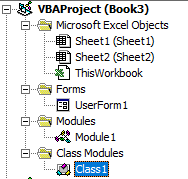 VBAProject (Book3)
Microsoft Excel Objects
Sheet1 (Sheet1)
Sheet2 (Sheet2)
ThisWorkbook
Forms
UserForm1
Modules
Module1
Class Modules
Class1